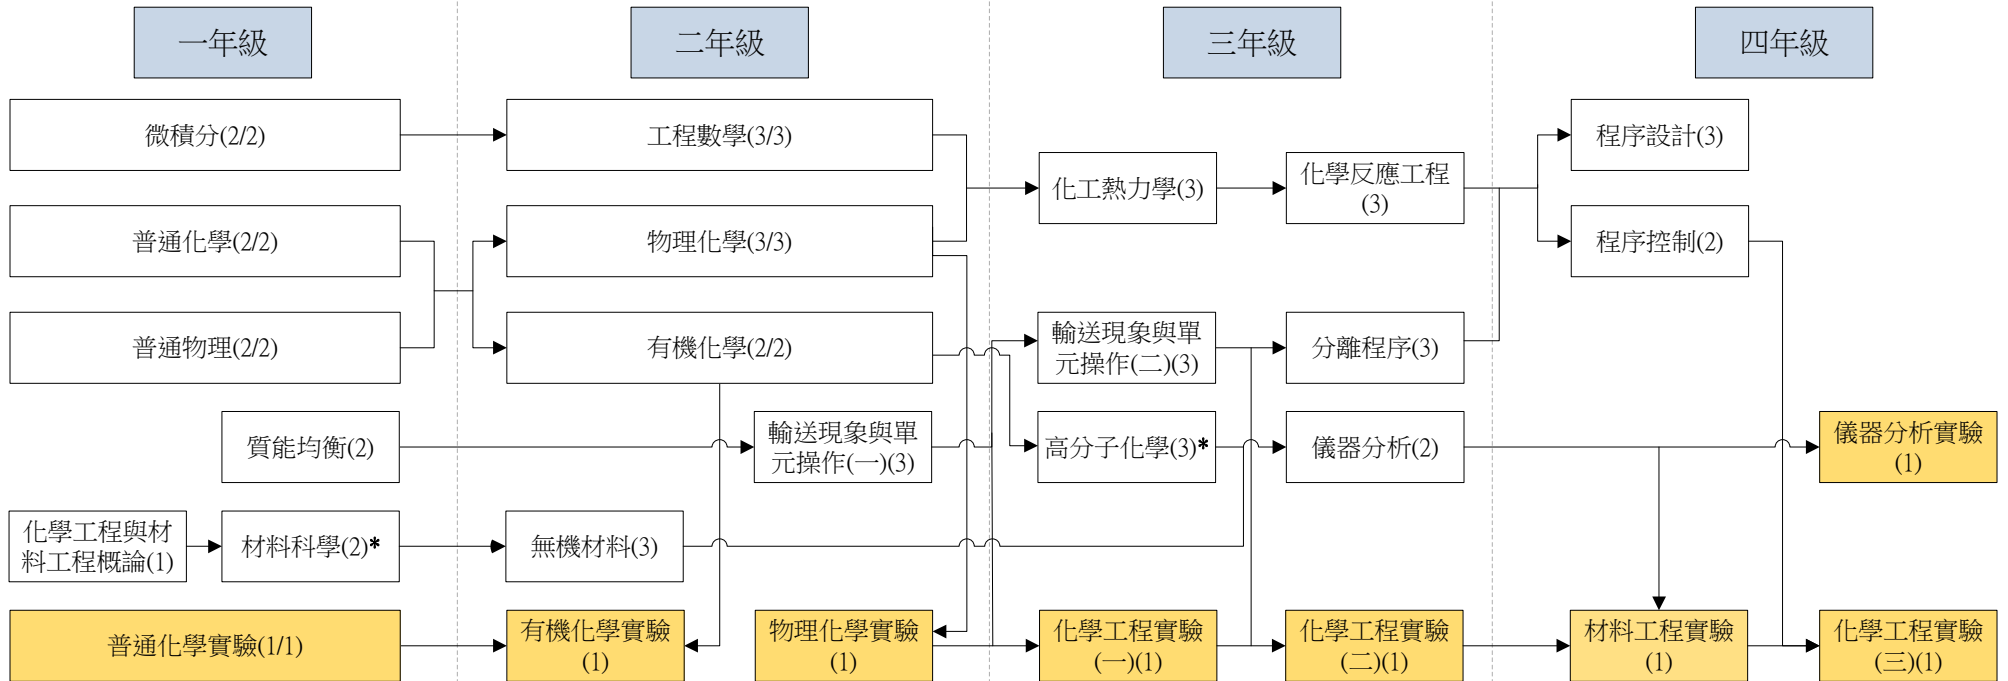 一年級
二年級
三年級
四年級
微積分(2/2)
工程數學(3/3)
程序設計(3)
化工熱力學(3)
化學反應工程
(3)
普通化學(2/2)
物理化學(3/3)
程序控制(2)
普通物理(2/2)
有機化學(2/2)
輸送現象與單
元操作(二)(3)
分離程序(3)
質能均衡(2)
輸送現象與單
元操作(一)(3)
高分子化學(3)*
儀器分析(2)
儀器分析實驗
(1)
化學工程與材
料工程概論(1)
材料科學(2)*
無機材料(3)
普通化學實驗(1/1)
有機化學實驗
(1)
物理化學實驗
(1)
化學工程實驗
(一)(1)
化學工程實驗
(二)(1)
材料工程實驗
(1)
化學工程實驗
(三)(1)